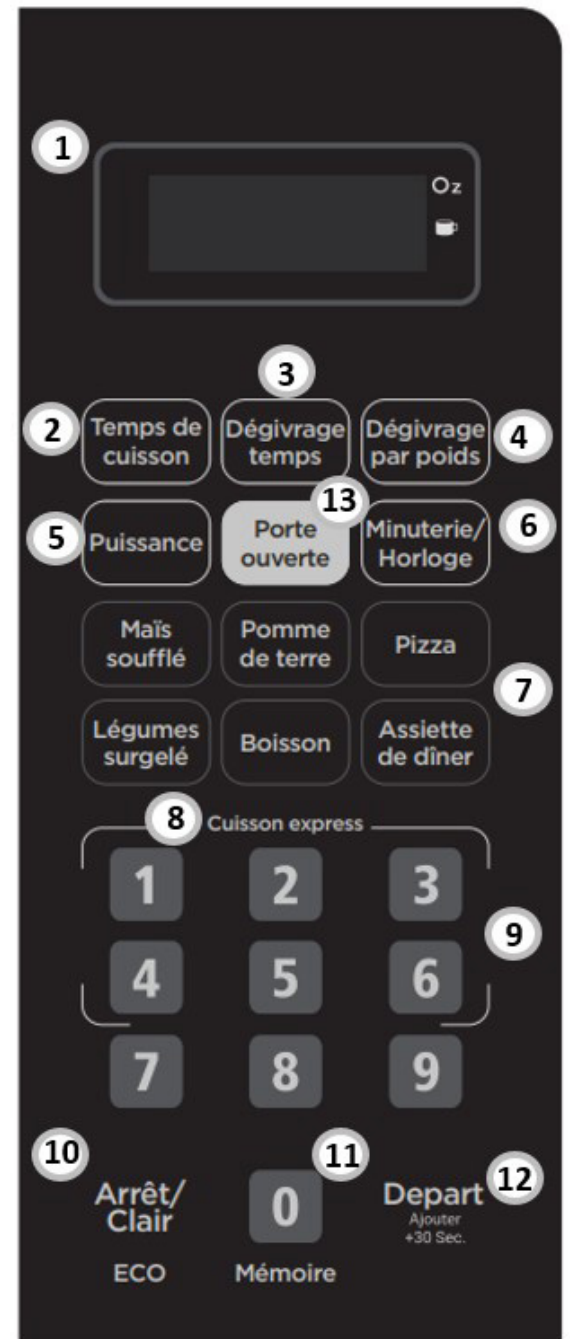 1
Oz
3
2
Temps de
cuisson
Dégivrage
temps
Dégivrage
par poids
4
5
Puissance
13
Porte
ouverte
Minuterie/
Horloge
6
Maïs
soufflé
Pomme
de terre
Pizza
7
Légumes
surgelé
Boisson
Assiette
de dîner
8
Cuisson express
1 2 3
9
4 5 6
7 8 9
10
Arrêt/
Clair
ECO
11
0
Mémoire
12
Depart
Ajouter
+30 Sec.